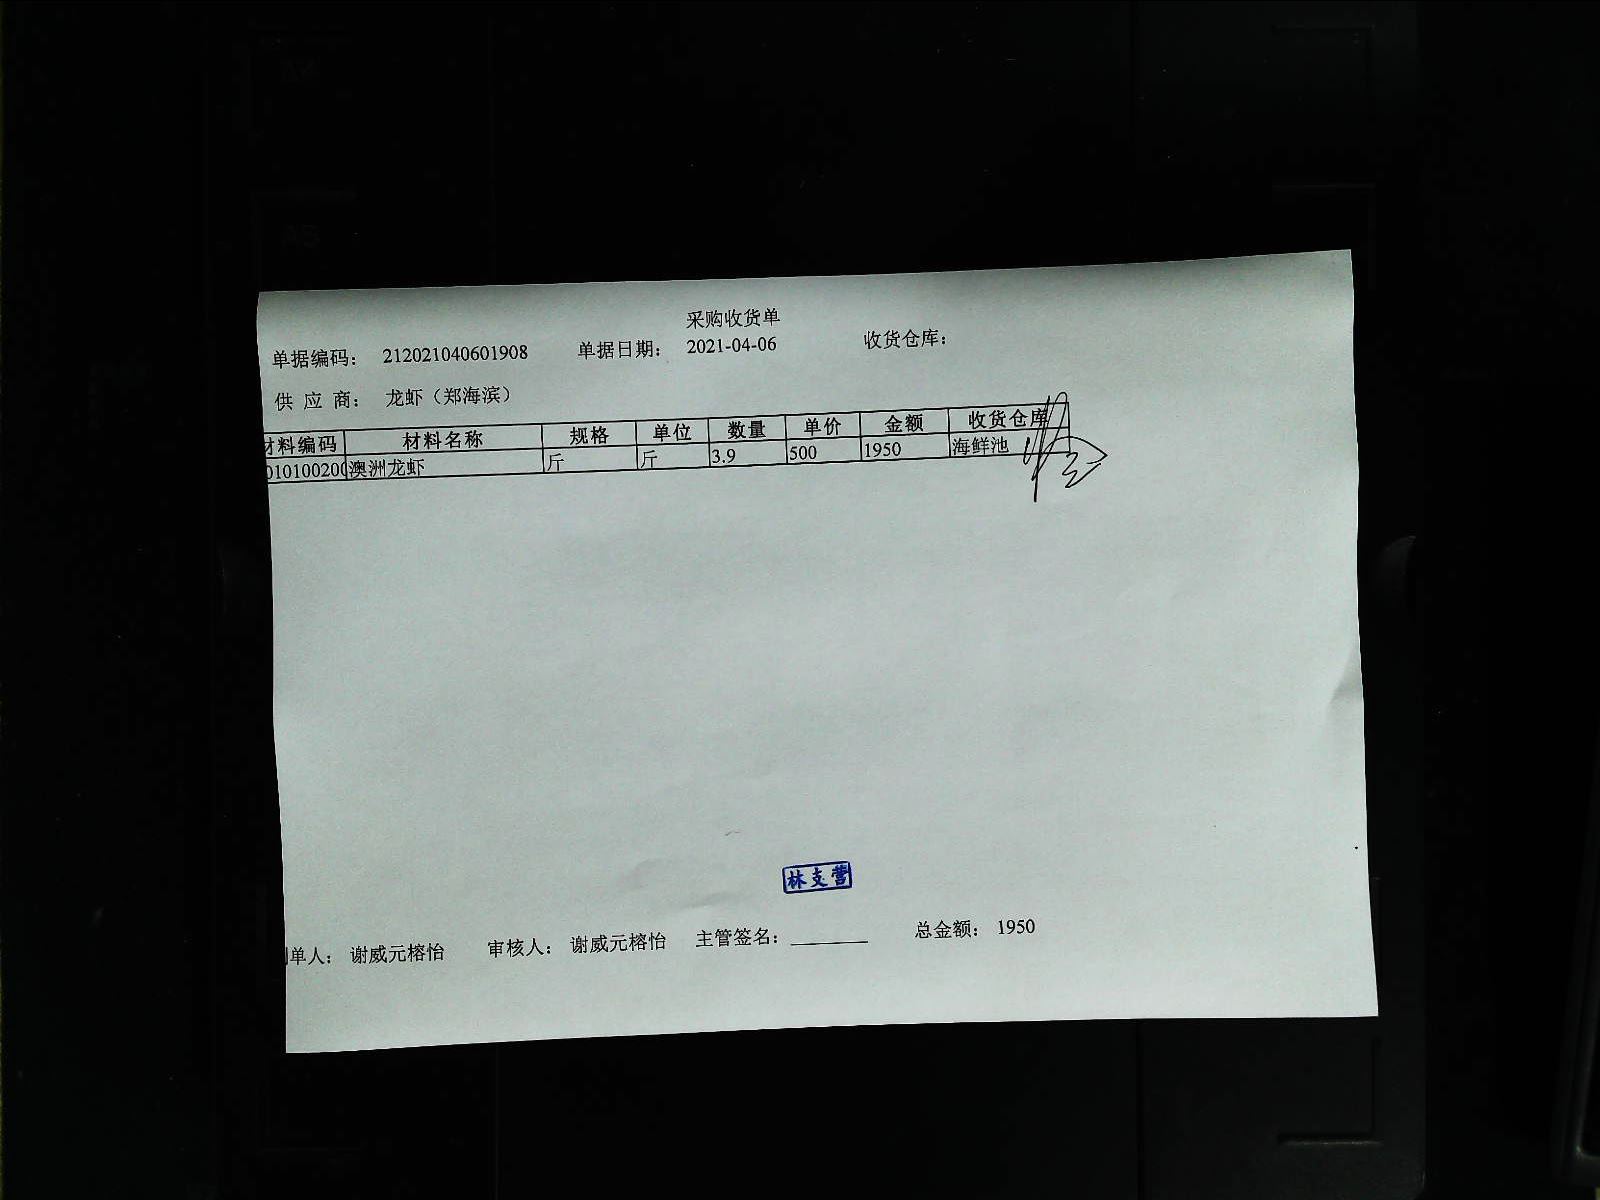 采购收货单
单据编码： 212021040601908 单据日期： 2021-04-06 收货仓库：
供 应 商： 龙虾（郑海滨）
材料编码 材料名称 规格 单位 数量 单价 金额 收货仓库
010100200 澳洲龙虾 斤 斤 3.9 500 1950 海鲜池
林支营
单人： 谢威元榕怡 审核人： 谢威元榕怡 主管签名： 总金额： 1950